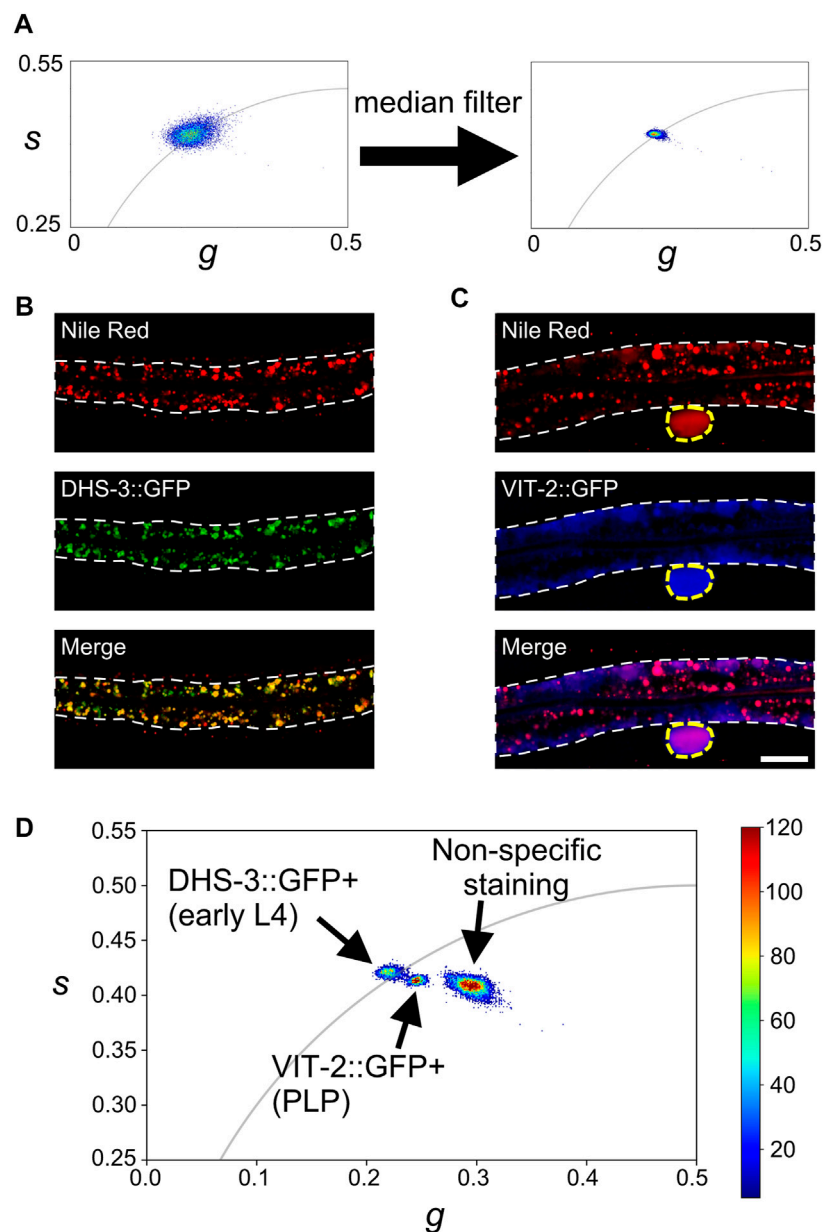 A
0.55
s
0.25
0
g
0.5
median filter
0
g
0.5
B
Nile Red
DHS-3::GFP
Merge
C
Nile Red
VIT-2::GFP
Merge
D
0.55
0.50
0.45
0.40
0.35
0.30
0.25
s
0.0
0.1
0.2
0.3
0.4
0.5
g
DHS-3::GFP+
(early L4)
Non-specific
staining
VIT-2::GFP+
(PLP)
120
100
80
60
40
20